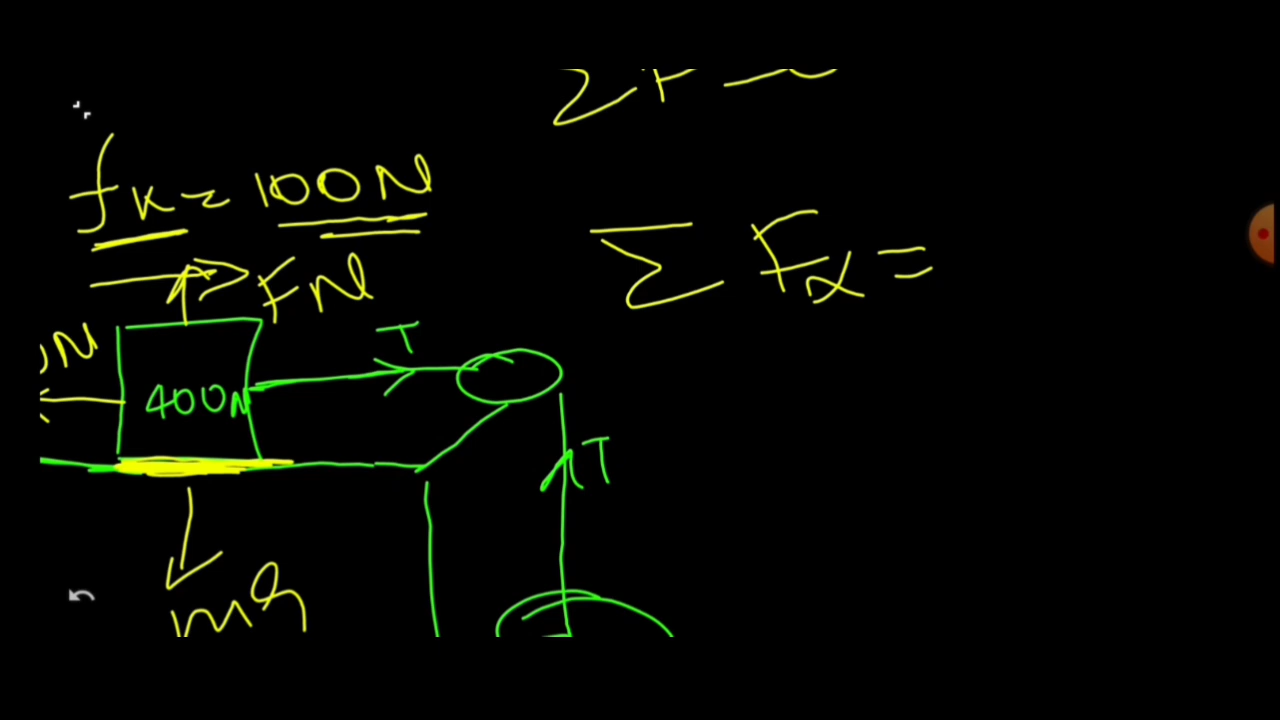 fk = 100N
ΣFx =
FN
N
T
400N
T
mg